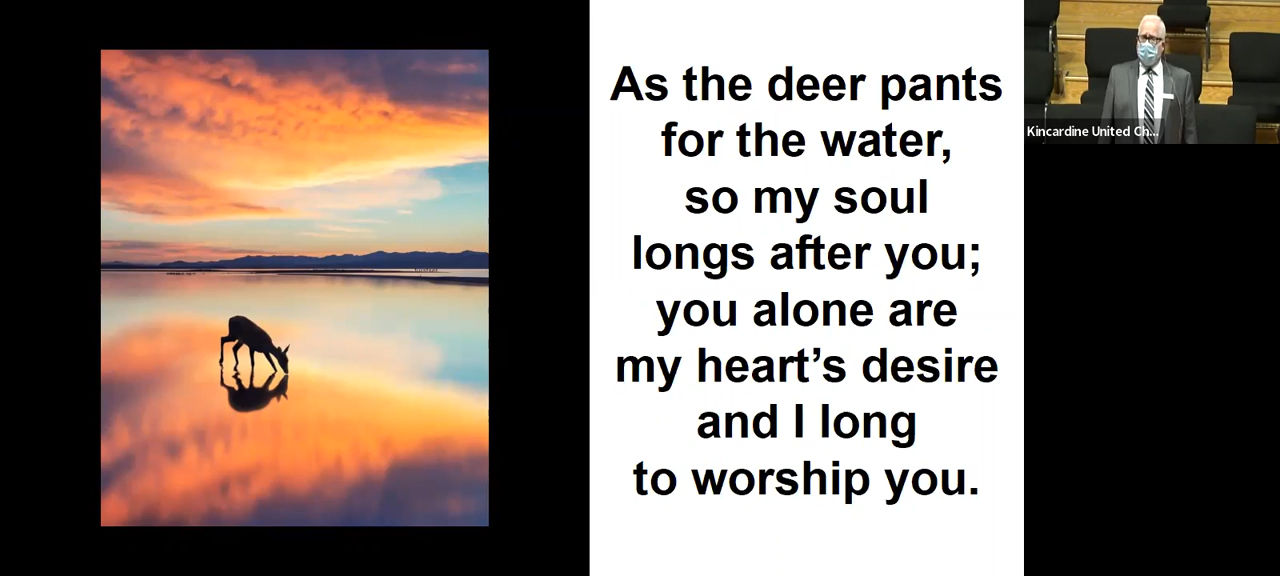 As the deer pants
for the water,
so my soul
longs after you;
you alone are
my heart’s desire
and I long
to worship you.
Kincardine United Ch...